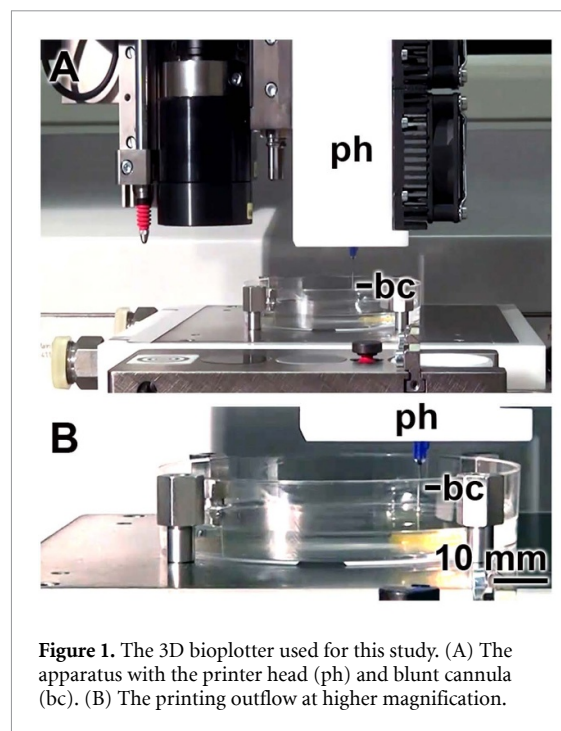 A
ph
bc
B
ph
bc
10 mm
Figure 1. The 3D bioplotter used for this study. (A) The
apparatus with the printer head (ph) and blunt cannula
(bc). (B) The printing outflow at higher magnification.